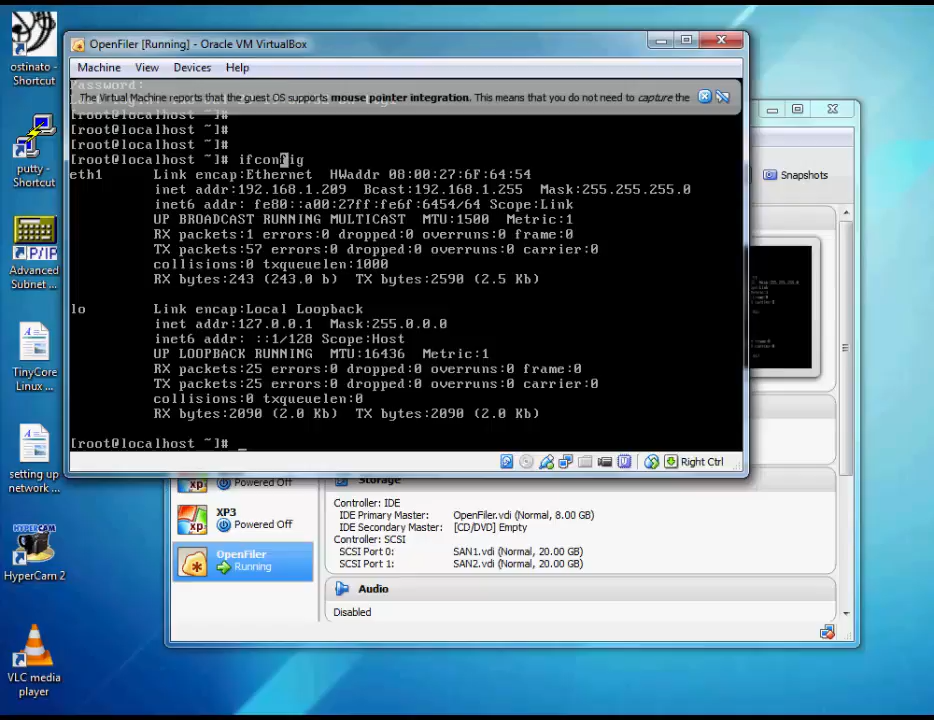 ostinato -
Shortcut
putty -
Shortcut
P/IP
Advanced
Subnet ...
TinyCore
Linux ...
setting up
network ...
HYPERCAM
HyperCam 2
VLC media
player
OpenFiler [Running] - Oracle VM VirtualBox
Machine View Devices Help
Password:
The Virtual Machine reports that the guest OS supports mouse pointer integration. This means that you do not need to capture the
[root@localhost ~]#
[root@localhost ~]#
[root@localhost ~]#
[root@localhost ~]# ifconfig
eth1 Link encap:Ethernet HWaddr 08:00:27:6F:64:54
inet addr:192.168.1.209 Bcast:192.168.1.255 Mask:255.255.255.0
inet6 addr: fe80::a00:27ff:fe6f:6454/64 Scope:Link
UP BROADCAST RUNNING MULTICAST MTU:1500 Metric:1
RX packets:1 errors:0 dropped:0 overruns:0 frame:0
TX packets:57 errors:0 dropped:0 overruns:0 carrier:0
collisions:0 txqueuelen:1000
RX bytes:243 (243.0 b) TX bytes:2590 (2.5 Kb)
lo Link encap:Local Loopback
inet addr:127.0.0.1 Mask:255.0.0.0
inet6 addr: ::1/128 Scope:Host
UP LOOPBACK RUNNING MTU:16436 Metric:1
RX packets:25 errors:0 dropped:0 overruns:0 frame:0
TX packets:25 errors:0 dropped:0 overruns:0 carrier:0
collisions:0 txqueuelen:0
RX bytes:2090 (2.0 Kb) TX bytes:2090 (2.0 Kb)
[root@localhost ~]# _
Right Ctrl
Snapshots
xp
Powered Off
XP3
xp
Powered Off
OpenFiler
Running
Storage
Controller: IDE
IDE Primary Master: OpenFiler.vdi (Normal, 8.00 GB)
IDE Secondary Master: [CD/DVD] Empty
Controller: SCSI
SCSI Port 0: SAN1.vdi (Normal, 20.00 GB)
SCSI Port 1: SAN2.vdi (Normal, 20.00 GB)
Audio
Disabled